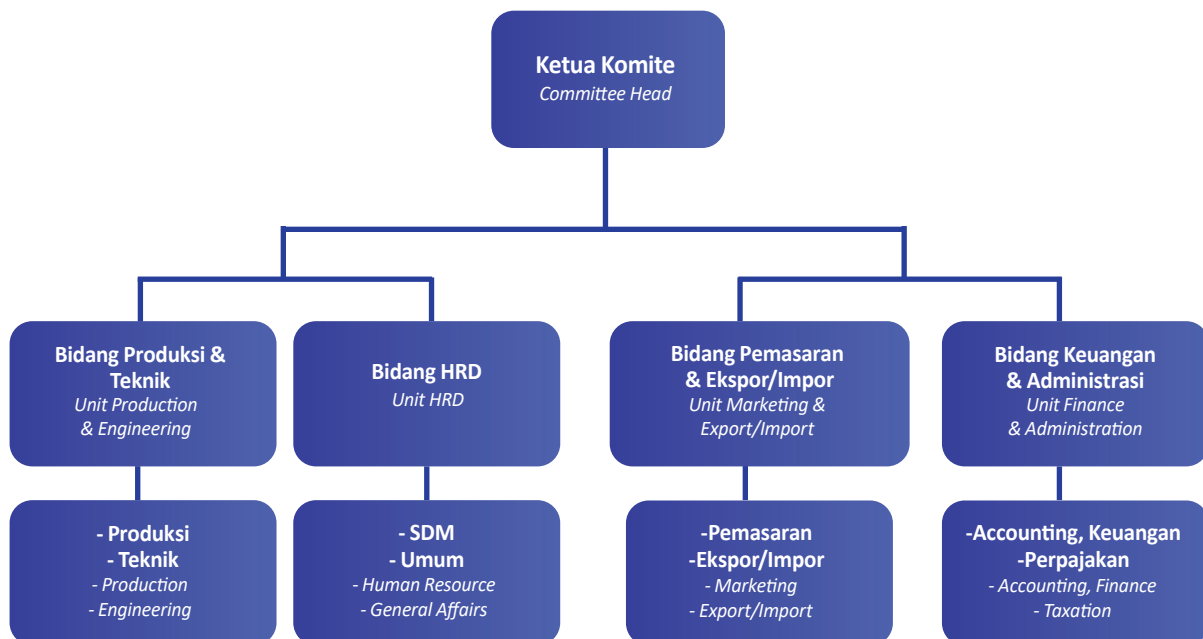 Ketua Komite
Committee Head
Bidang Produksi &
Teknik
Unit Production
& Engineering
Bidang HRD
Unit HRD
Bidang Pemasaran
& Ekspor/Impor
Unit Marketing &
Export/Import
Bidang Keuangan
& Administrasi
Unit Finance
& Administration
- Produksi
- Teknik
- Production
- Engineering
- SDM
- Umum
- Human Resource
- General Affairs
-Pemasaran
-Ekspor/Impor
- Marketing
- Export/Import
-Accounting, Keuangan
-Perpajakan
- Accounting, Finance
- Taxation